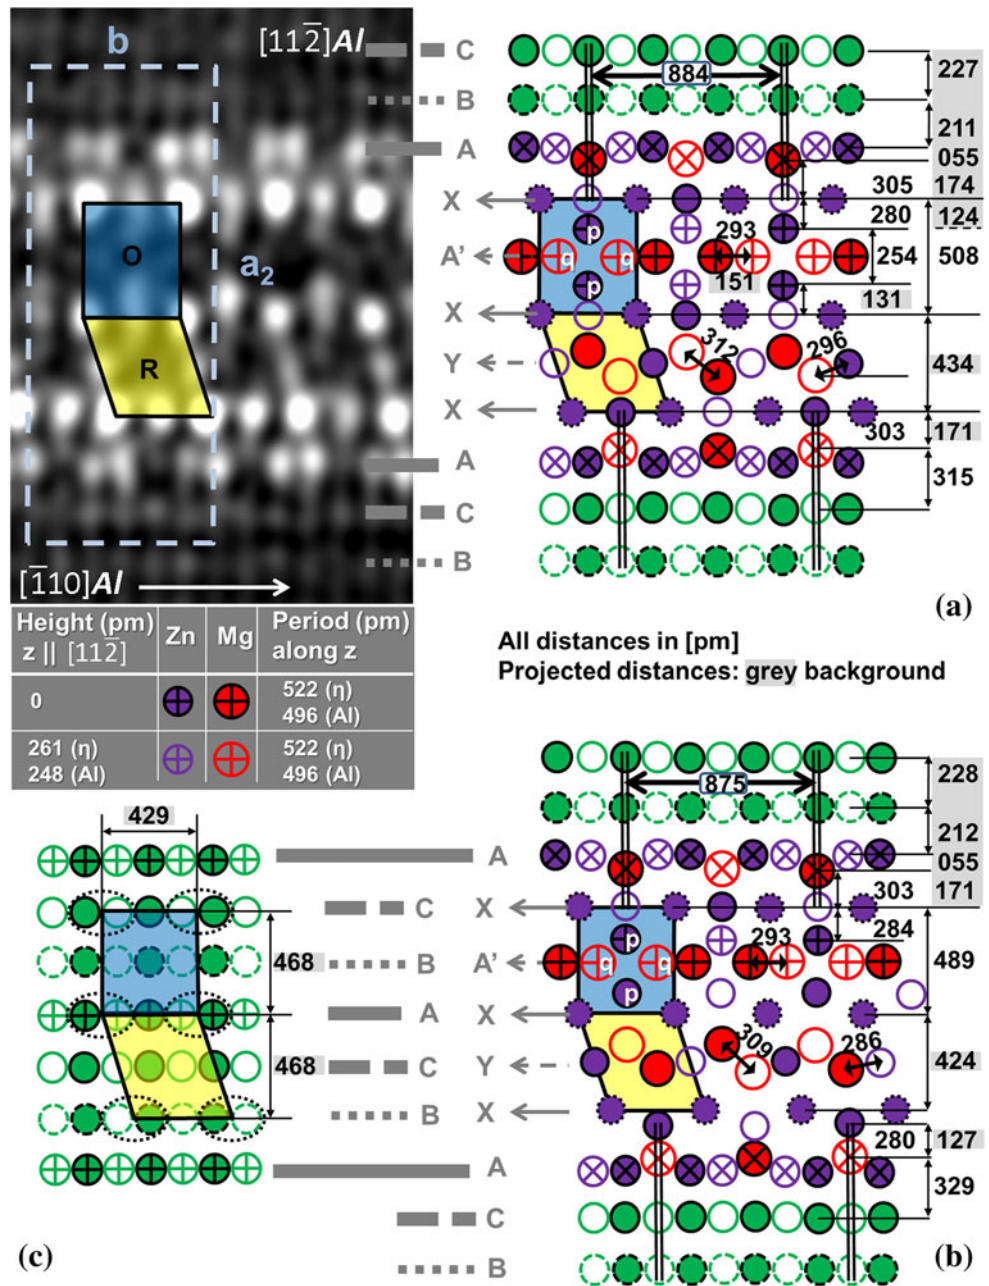 b
[112̅]Al
C
B
A
X
A'
X
Y
X
A
C
B
a₂
O
R
[1̅10]Al
884
p
q
q
p
293
151
312
296
305
280
254
131
303
227
211
055
174
124
508
434
171
315
(a)
Height (pm)
z || [112̅]
Zn
Mg
Period (pm)
along z
0
522 (η)
496 (Al)
261 (η)
248 (Al)
522 (η)
496 (Al)
All distances in [pm]
Projected distances: grey background
429
468
468
A
C
B
A
C
B
A
C
B
X
A'
X
Y
X
(c)
875
p
q
q
p
293
309
286
303
284
280
228
212
055
171
489
424
127
329
(b)